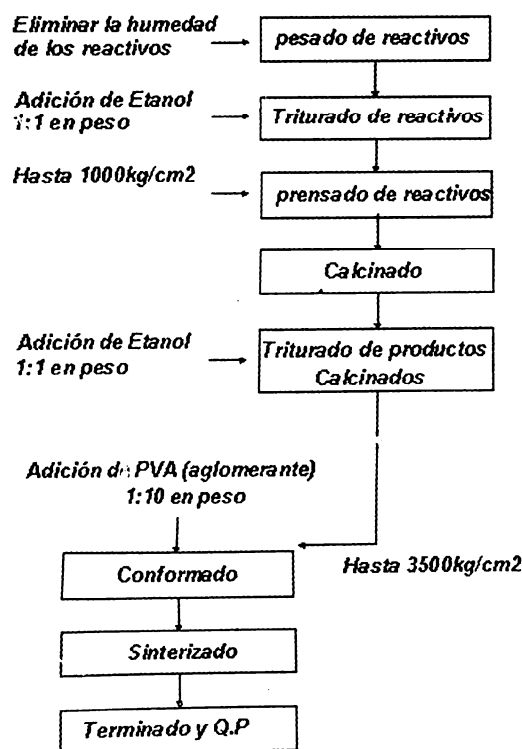 Eliminar la humedad
de los reactivos
pesado de reactivos
Adición de Etanol
1:1 en peso
Triturado de reactivos
Hasta 1000kg/cm2
prensado de reactivos
Calcinado
Adición de Etanol
1:1 en peso
Triturado de productos
Calcinados
Adición de PVA (aglomerante)
1:10 en peso
Hasta 3500kg/cm2
Conformado
Sinterizado
Terminado y Q.P